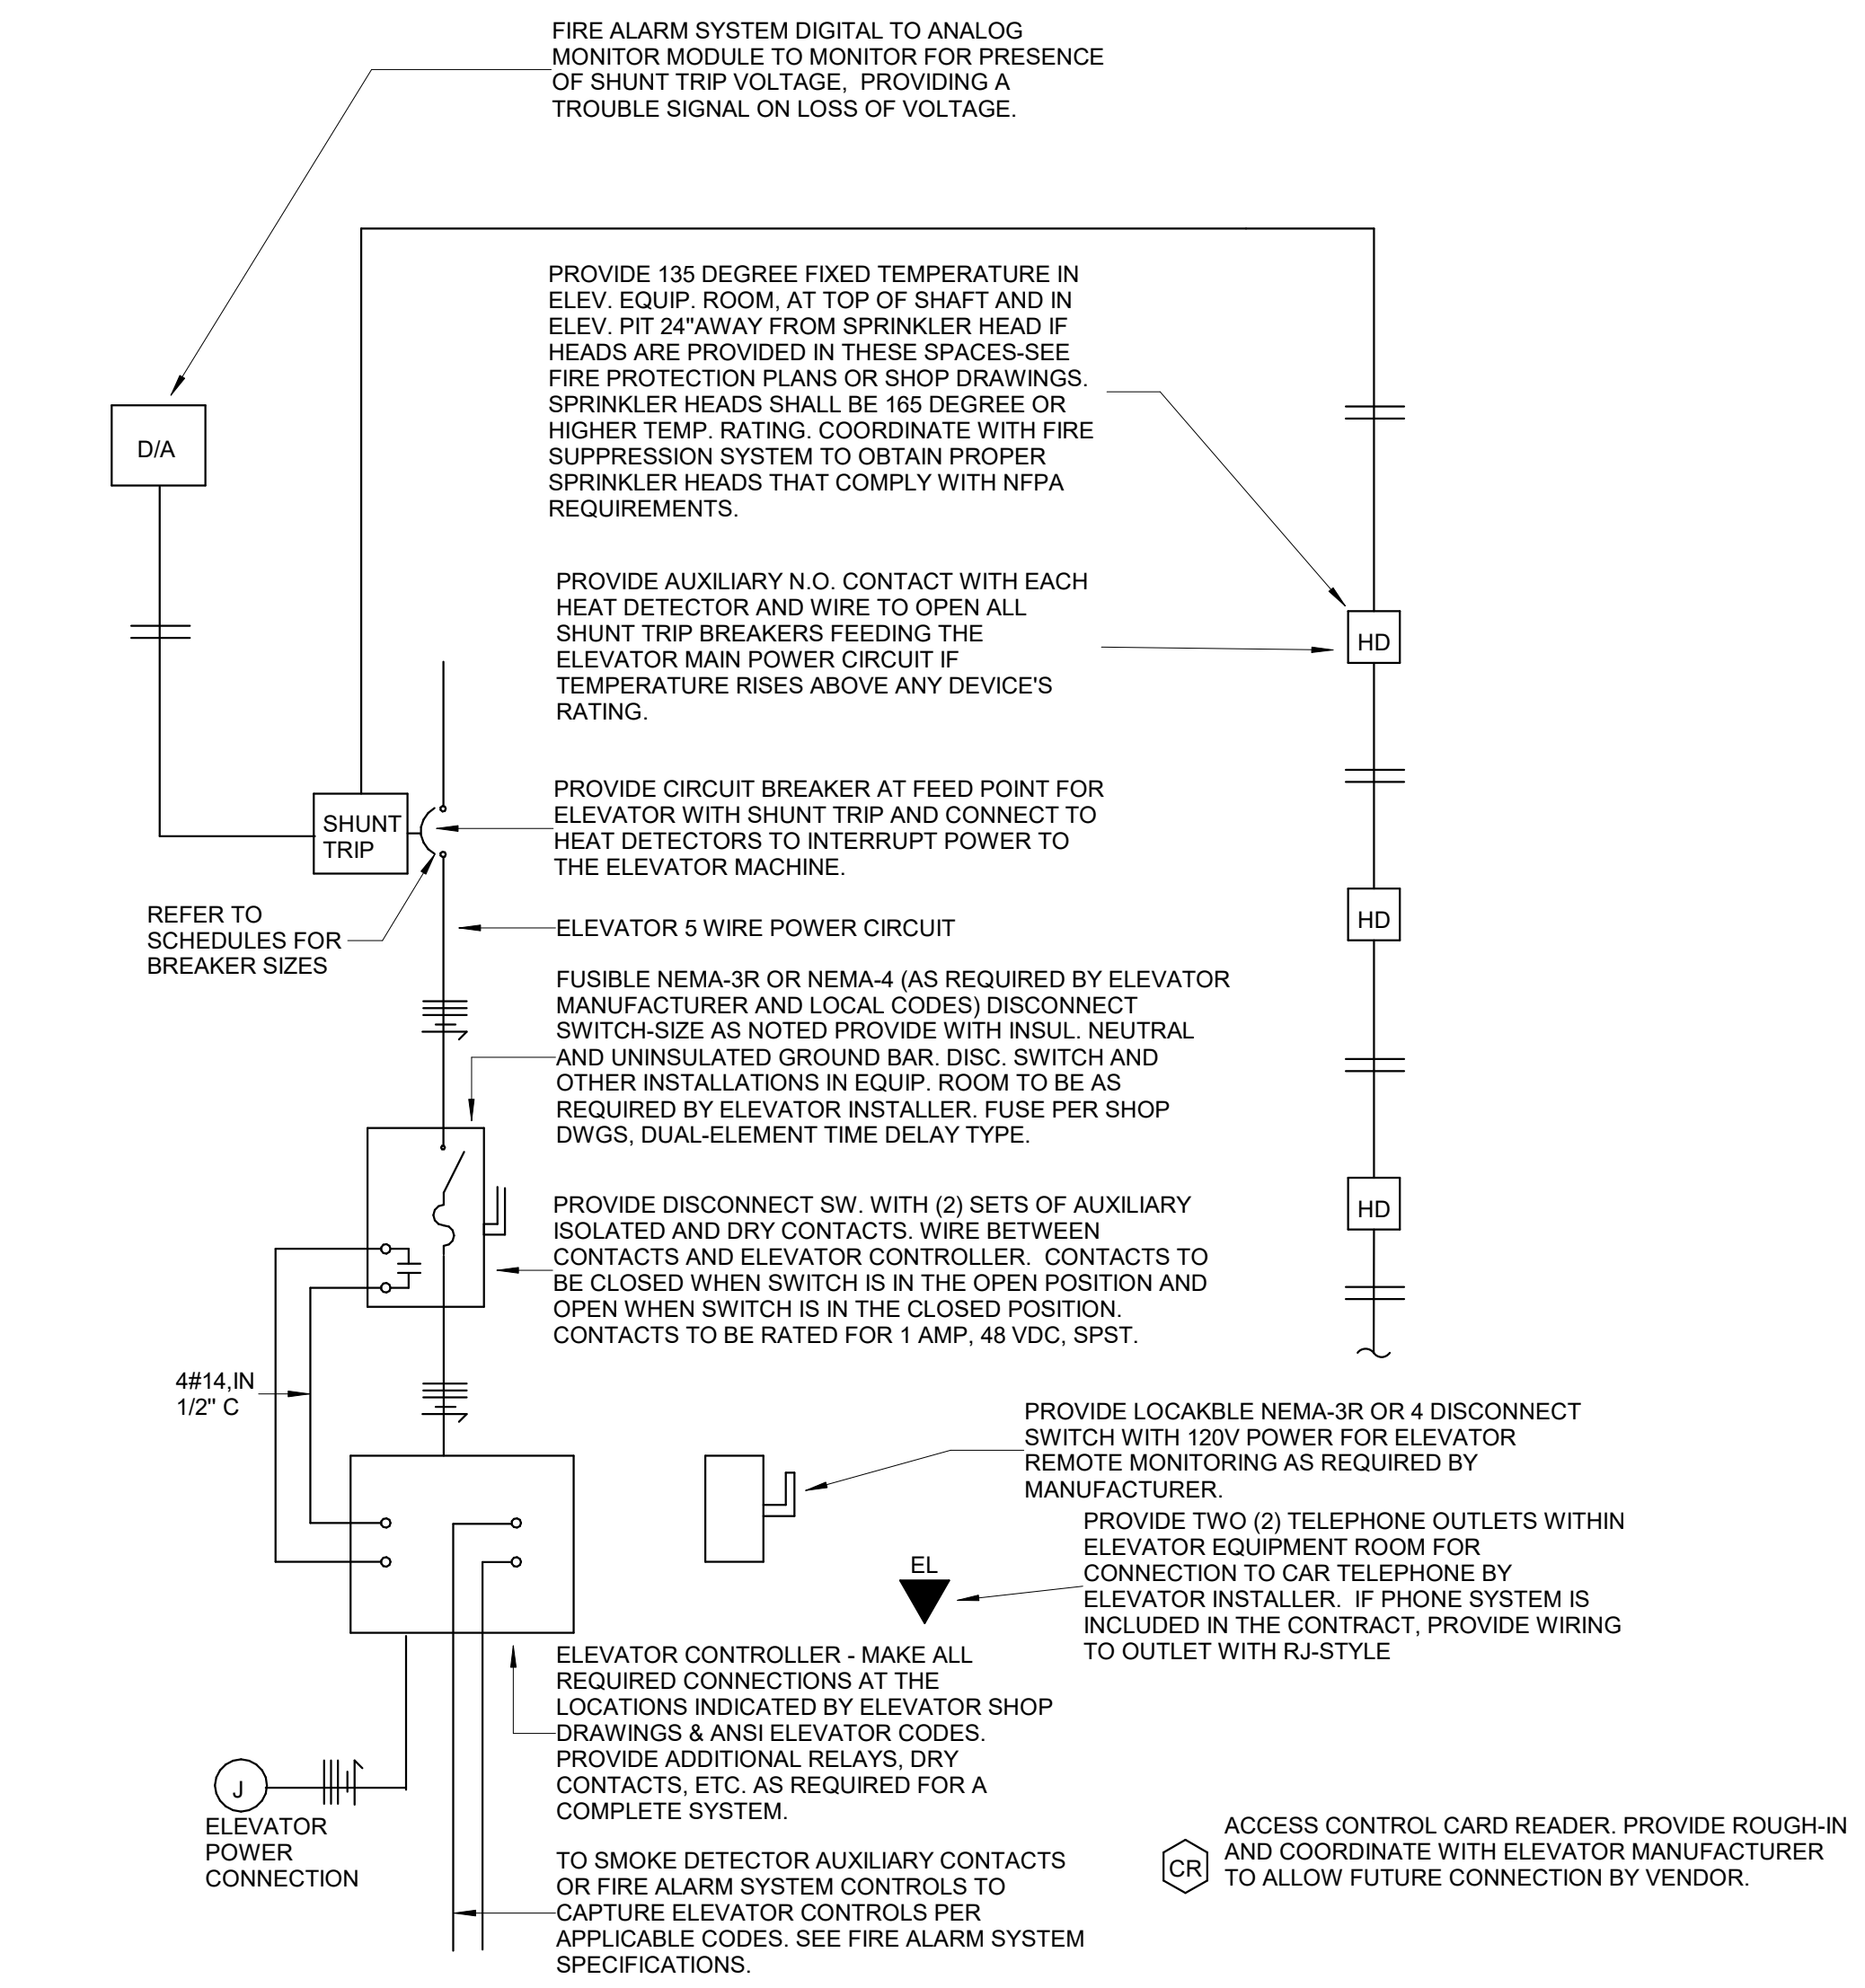 FIRE ALARM SYSTEM DIGITAL TO ANALOG
MONITOR MODULE TO MONITOR FOR PRESENCE
OF SHUNT TRIP VOLTAGE, PROVIDING A
TROUBLE SIGNAL ON LOSS OF VOLTAGE.
PROVIDE 135 DEGREE FIXED TEMPERATURE IN
ELEV. EQUIP. ROOM, AT TOP OF SHAFT AND IN
ELEV. PIT 24"AWAY FROM SPRINKLER HEAD IF
HEADS ARE PROVIDED IN THESE SPACES-SEE
FIRE PROTECTION PLANS OR SHOP DRAWINGS.
SPRINKLER HEADS SHALL BE 165 DEGREE OR
HIGHER TEMP. RATING. COORDINATE WITH FIRE
SUPPRESSION SYSTEM TO OBTAIN PROPER
SPRINKLER HEADS THAT COMPLY WITH NFPA
REQUIREMENTS.
D/A
PROVIDE AUXILIARY N.O. CONTACT WITH EACH
HEAT DETECTOR AND WIRE TO OPEN ALL
SHUNT TRIP BREAKERS FEEDING THE
ELEVATOR MAIN POWER CIRCUIT IF
TEMPERATURE RISES ABOVE ANY DEVICE'S
RATING.
HD
PROVIDE CIRCUIT BREAKER AT FEED POINT FOR
ELEVATOR WITH SHUNT TRIP AND CONNECT TO
HEAT DETECTORS TO INTERRUPT POWER TO
THE ELEVATOR MACHINE.
SHUNT
TRIP
REFER TO
SCHEDULES FOR
BREAKER SIZES
ELEVATOR 5 WIRE POWER CIRCUIT
HD
FUSIBLE NEMA-3R OR NEMA-4 (AS REQUIRED BY ELEVATOR
MANUFACTURER AND LOCAL CODES) DISCONNECT
SWITCH-SIZE AS NOTED PROVIDE WITH INSUL. NEUTRAL
AND UNINSULATED GROUND BAR. DISC. SWITCH AND
OTHER INSTALLATIONS IN EQUIP. ROOM TO BE AS
REQUIRED BY ELEVATOR INSTALLER. FUSE PER SHOP
DWGS, DUAL-ELEMENT TIME DELAY TYPE.
PROVIDE DISCONNECT SW. WITH (2) SETS OF AUXILIARY
ISOLATED AND DRY CONTACTS. WIRE BETWEEN
CONTACTS AND ELEVATOR CONTROLLER. CONTACTS TO
BE CLOSED WHEN SWITCH IS IN THE OPEN POSITION AND
OPEN WHEN SWITCH IS IN THE CLOSED POSITION.
CONTACTS TO BE RATED FOR 1 AMP, 48 VDC, SPST.
HD
4#14,IN
1/2" C
PROVIDE LOCAKBLE NEMA-3R OR 4 DISCONNECT
SWITCH WITH 120V POWER FOR ELEVATOR
REMOTE MONITORING AS REQUIRED BY
MANUFACTURER.
PROVIDE TWO (2) TELEPHONE OUTLETS WITHIN
ELEVATOR EQUIPMENT ROOM FOR
CONNECTION TO CAR TELEPHONE BY
ELEVATOR INSTALLER. IF PHONE SYSTEM IS
INCLUDED IN THE CONTRACT, PROVIDE WIRING
TO OUTLET WITH RJ-STYLE
EL
ELEVATOR CONTROLLER - MAKE ALL
REQUIRED CONNECTIONS AT THE
LOCATIONS INDICATED BY ELEVATOR SHOP
DRAWINGS & ANSI ELEVATOR CODES.
PROVIDE ADDITIONAL RELAYS, DRY
CONTACTS, ETC. AS REQUIRED FOR A
COMPLETE SYSTEM.
J
ELEVATOR
POWER
CONNECTION
TO SMOKE DETECTOR AUXILIARY CONTACTS
OR FIRE ALARM SYSTEM CONTROLS TO
CAPTURE ELEVATOR CONTROLS PER
APPLICABLE CODES. SEE FIRE ALARM SYSTEM
SPECIFICATIONS.
CR
ACCESS CONTROL CARD READER. PROVIDE ROUGH-IN
AND COORDINATE WITH ELEVATOR MANUFACTURER
TO ALLOW FUTURE CONNECTION BY VENDOR.